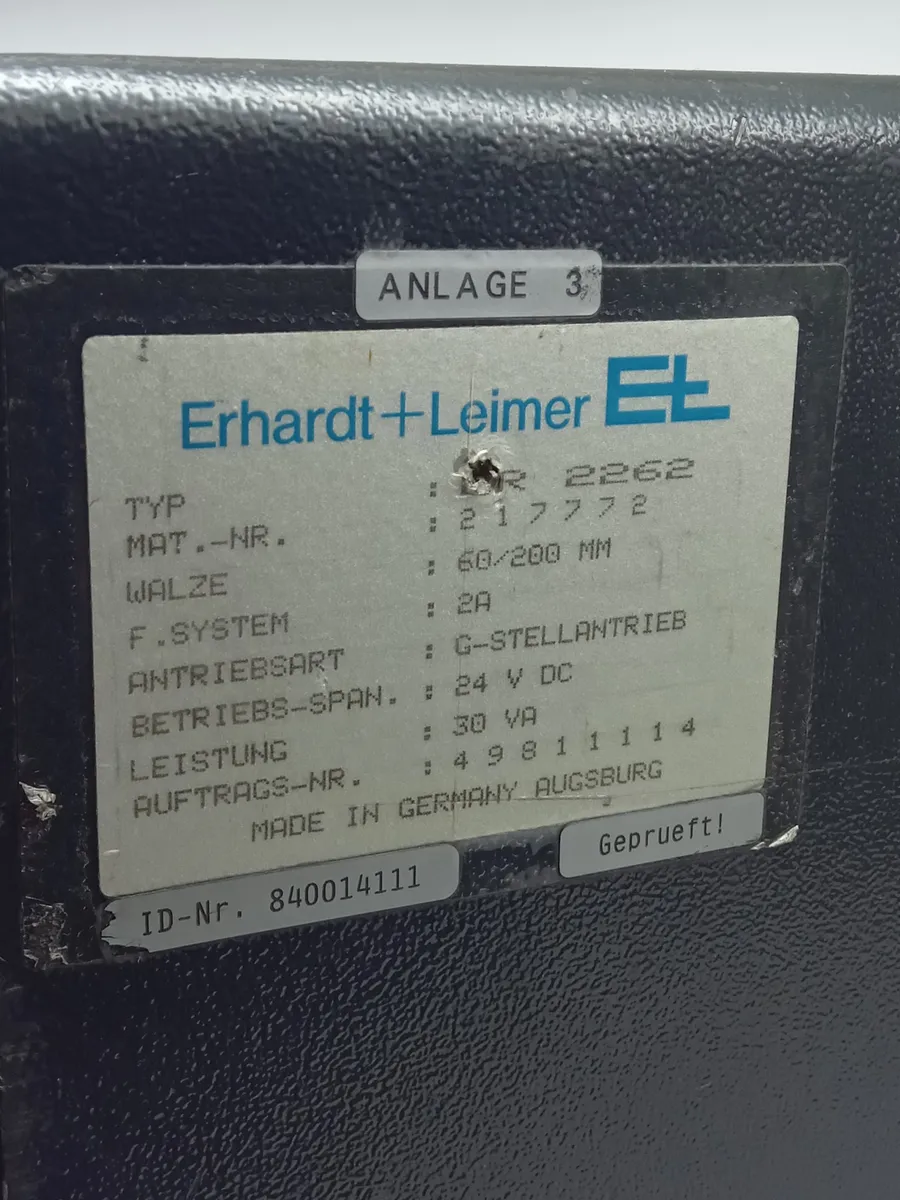 ANLAGE 3
Erhardt+Leimer EL
TYP : 2262
MAT.-NR. : 217772
WALZE : 60/200 MM
F.SYSTEM : 2A
ANTRIEBSART : G-STELLANTRIEB
BETRIEBS-SPAN. : 24 V DC
LEISTUNG : 30 VA
AUFTRAGS-NR. : 49811114
MADE IN GERMANY AUGSBURG
Geprueft!
ID-Nr. 840014111